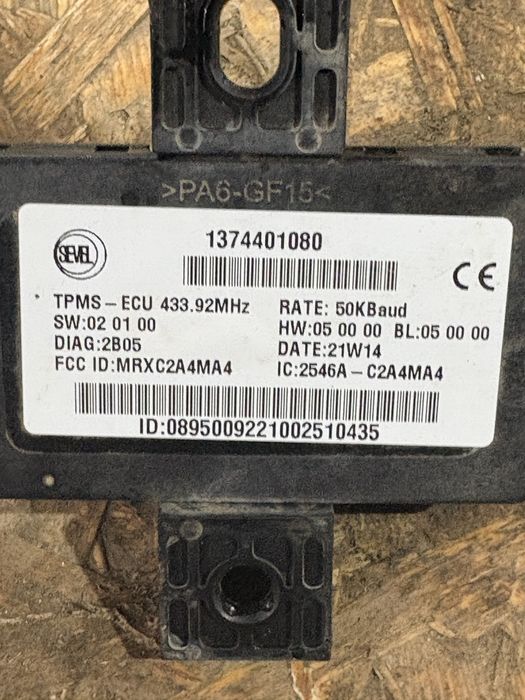 >PA6-GF15<
SEVEL
1374401080
CE
TPMS-ECU 433.92MHz RATE: 50KBaud
SW:02 01 00 HW:05 00 00 BL:05 00 00
DIAG:2B05 DATE:21W14
FCC ID:MRXC2A4MA4 IC:2546A-C2A4MA4
ID:0895009221002510435